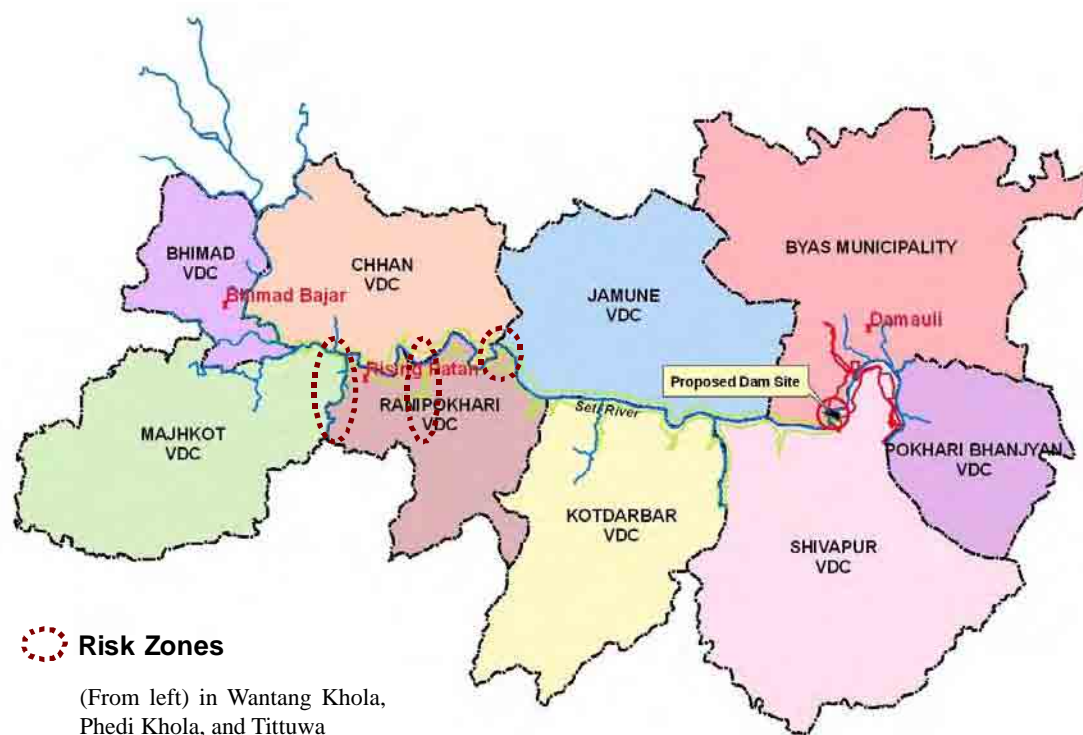 BYAS MUNICIPALITY
BHIMAD
VDC
CHHAN
VDC
Bhimad Bajar
JAMUNE
VDC
Damauli
Rising Patan
Proposed Dam Site
RANIPOKHARI
VDC
Seti River
MAJHKOT
VDC
POKHARI BHANJYAN
VDC
KOTDARBAR
VDC
SHIVAPUR
VDC
Risk Zones
(From left) in Wantang Khola,
Phedi Khola, and Tittuwa